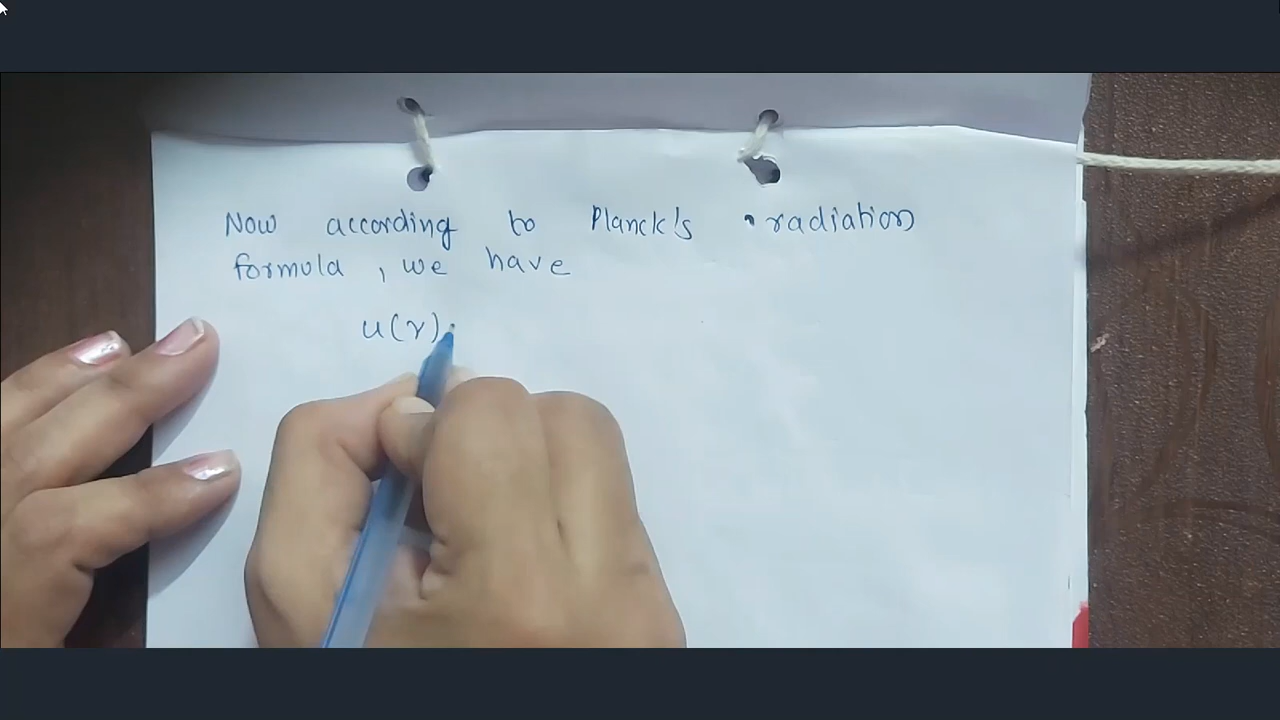 Now according to Planck's radiation
formula, we have
u(ν)